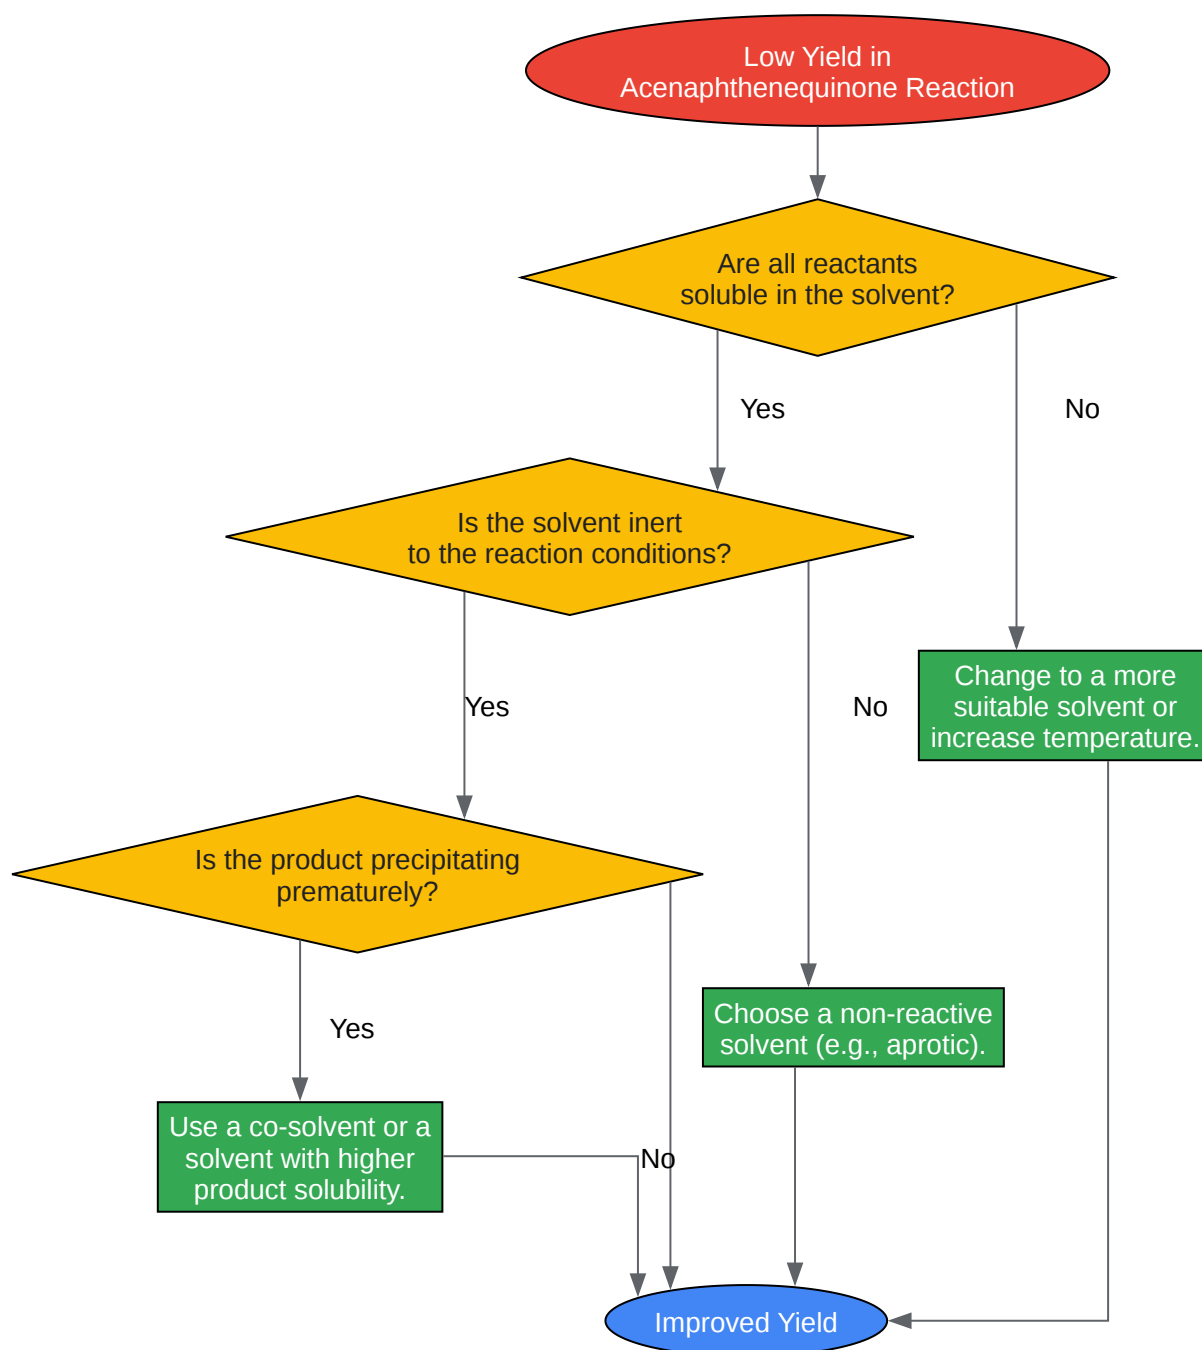 Low Yield in
Acenaphthenequinone Reaction
Are all reactants
soluble in the solvent?
Yes
No
Is the solvent inert
to the reaction conditions?
Yes
No
Change to a more
suitable solvent or
increase temperature.
Is the product precipitating
prematurely?
Yes
Choose a non-reactive
solvent (e.g., aprotic).
Use a co-solvent or a
solvent with higher
product solubility.
No
Improved Yield